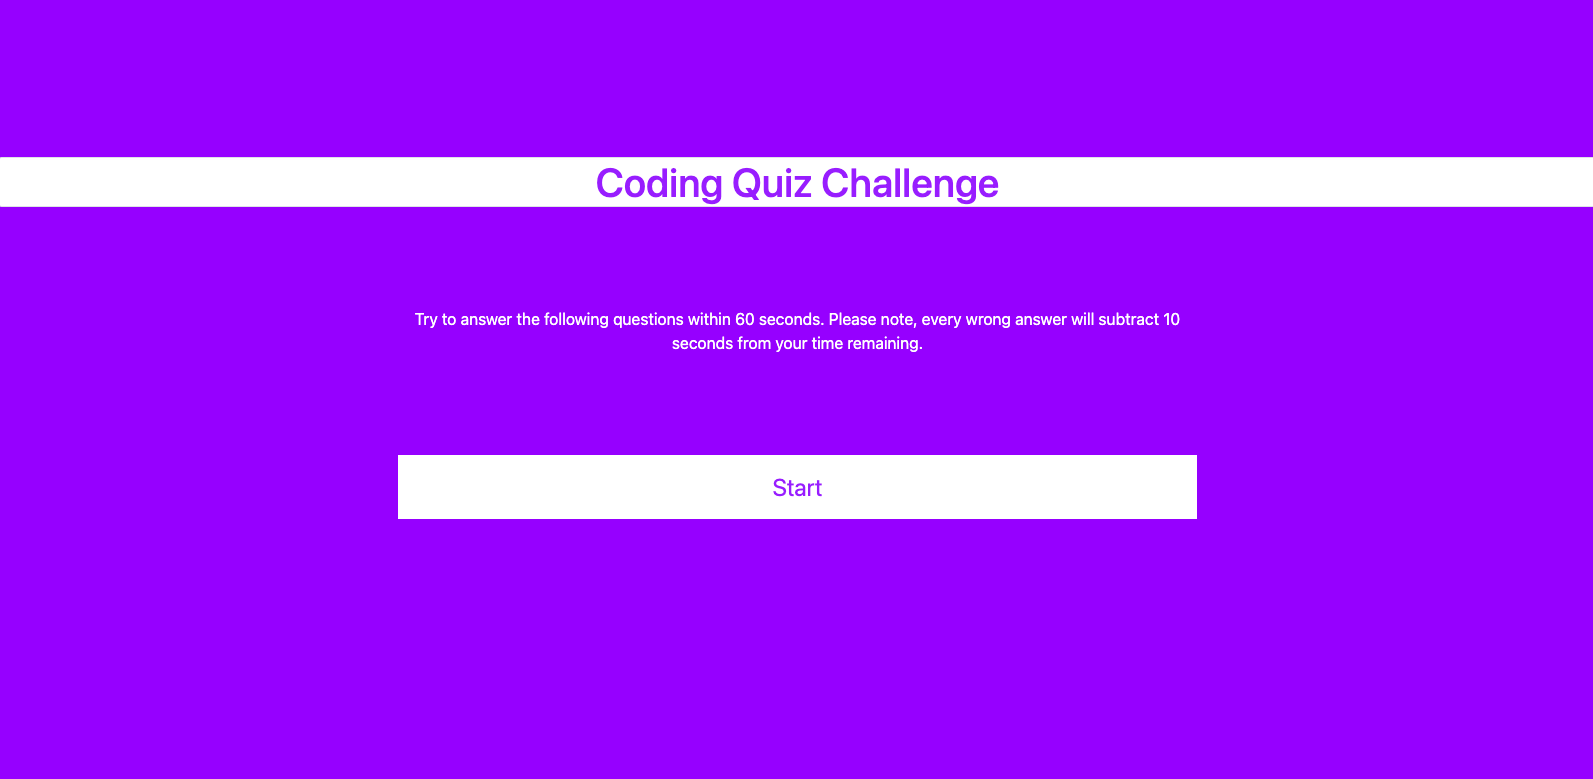 Coding Quiz Challenge
Try to answer the following questions within 60 seconds. Please note, every wrong answer will subtract 10
seconds from your time remaining.
Start